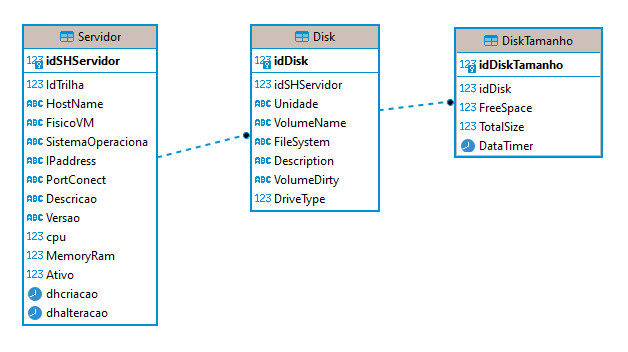 Servidor
123 idSHServidor
123 IdTrilha
ABC HostName
ABC FisicoVM
ABC SistemaOperaciona
ABC IPaddress
ABC PortConect
ABC Descricao
ABC Versao
123 cpu
123 MemoryRam
123 Ativo
dhcriacao
dhalteracao
Disk
123 idDisk
123 idSHServidor
ABC Unidade
ABC VolumeName
ABC FileSystem
ABC Description
ABC VolumeDirty
123 DriveType
DiskTamanho
123 idDiskTamanho
123 idDisk
123 FreeSpace
123 TotalSize
DataTimer